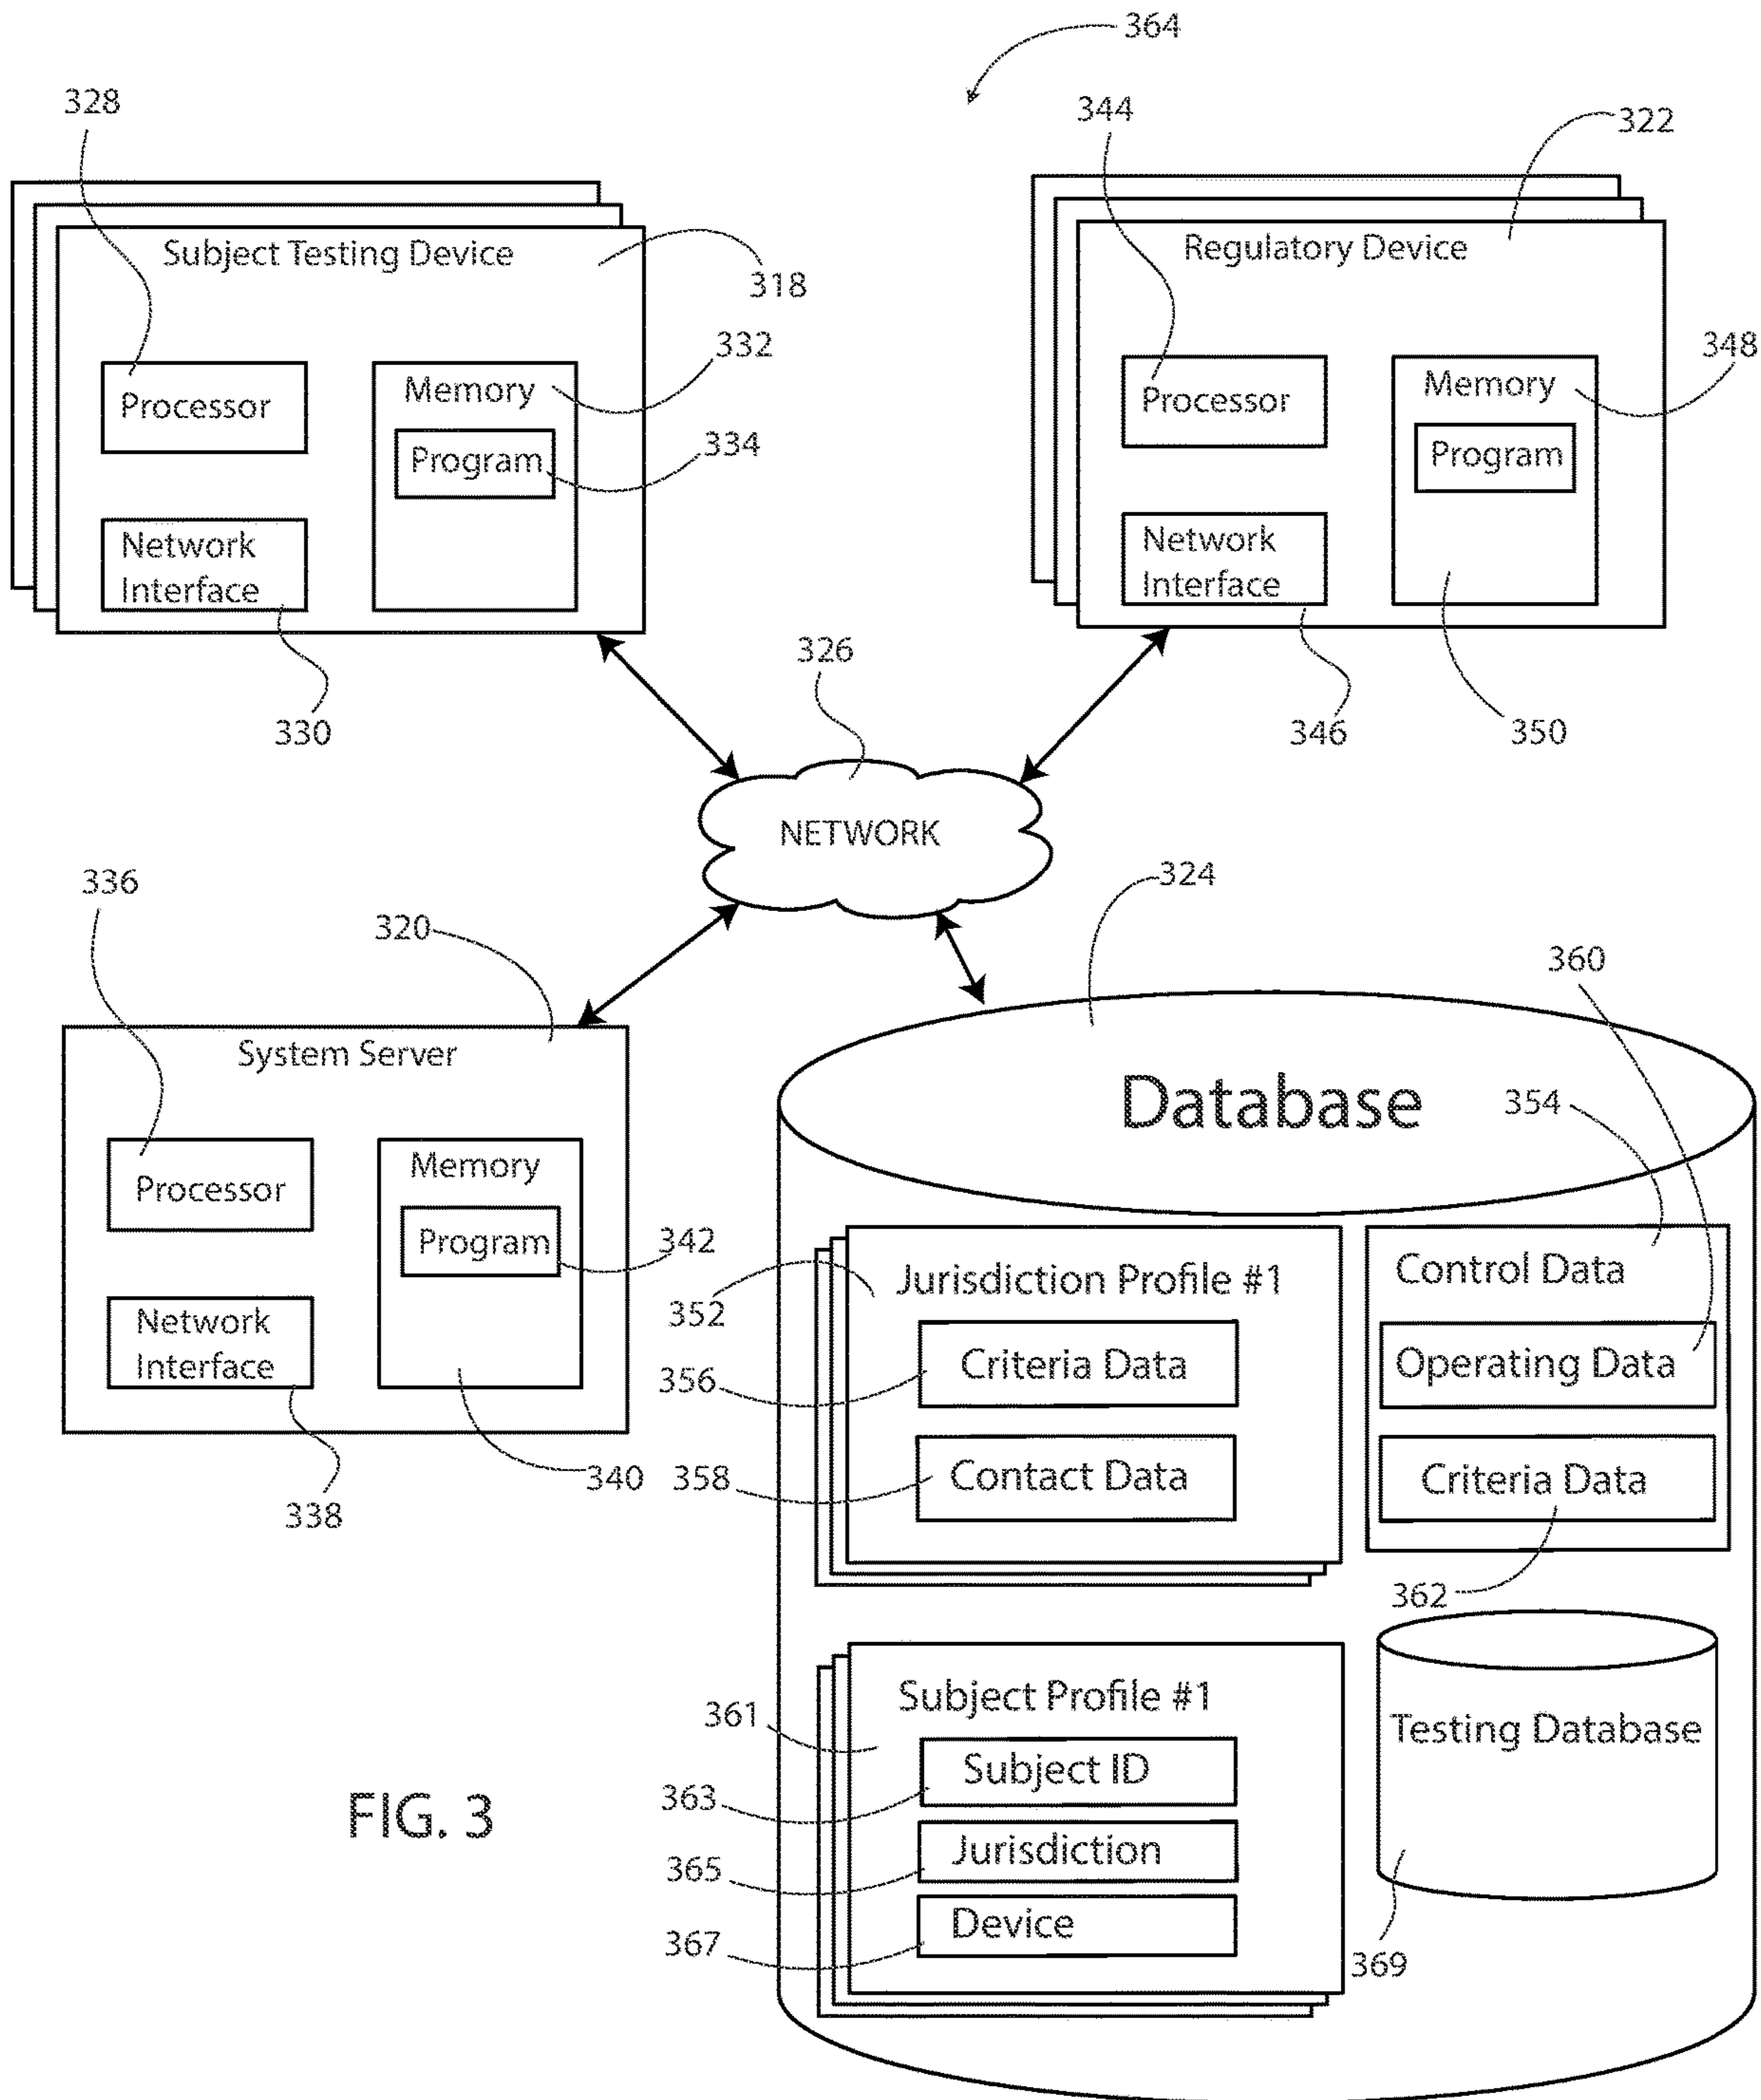 364
328
344
322
Subject Testing Device
318
Regulatory Device
332
348
Processor
Memory
Program
334
Network
Interface
330
Processor
Memory
Program
Network
Interface
346
350
326
NETWORK
336
320
324
System Server
Processor
Memory
Program
342
Network
Interface
338
340
360
354
Database
352
Jurisdiction Profile #1
356
Criteria Data
358
Contact Data
Control Data
Operating Data
Criteria Data
362
361
Subject Profile #1
363
Subject ID
365
Jurisdiction
367
Device
Testing Database
369
FIG. 3